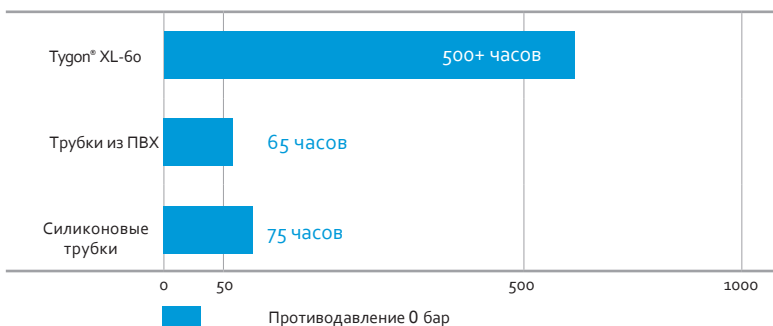 Tygon® XL-60
500+ часов
Трубки из ПВХ
65 часов
Силиконовые
трубки
75 часов
0 50 500 1000
Противодавление 0 бар